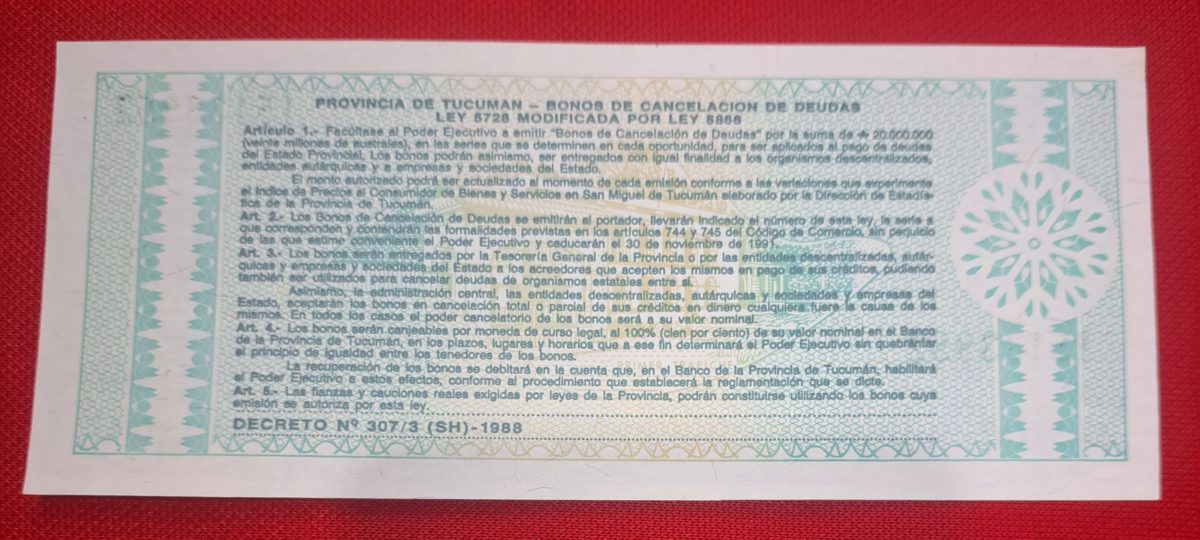 PROVINCIA DE TUCUMAN - BONOS DE CANCELACION DE DEUDAS
LEY 5728 MODIFICADA POR LEY 5866
Artículo 1.- Facúltase al Poder Ejecutivo a emitir "Bonos de Cancelación de Deudas" por la suma de ₳ 20.000.000
(veinte millones de australes), en las series que se determinen en cada oportunidad, para ser aplicados al pago de deudas
del Estado Provincial. Los bonos podrán asimismo, ser entregados con igual finalidad a los organismos descentralizados,
entidades autárquicas y a empresas y sociedades del Estado.
El monto autorizado podrá ser actualizado al momento de cada emisión conforme a las variaciones que experimente
el Indice de Precios al Consumidor de Bienes y Servicios en San Miguel de Tucumán elaborado por la Dirección de Estadís-
tica de la Provincia de Tucumán.
Art. 2.- Los Bonos de Cancelación de Deudas se emitirán al portador, llevarán indicado el número de esta ley, la serie a
que corresponden y contendrán las formalidades previstas en los artículos 744 y 745 del Código de Comercio, sin perjuicio
de las que estime conveniente el Poder Ejecutivo y caducarán el 30 de noviembre de 1991.
Art. 3.- Los bonos serán entregados por la Tesorería General de la Provincia o por las entidades descentralizadas, autár-
quicas y empresas y sociedades del Estado a los acreedores que acepten los mismos en pago de sus créditos, pudiendo
también ser utilizados para cancelar deudas de organismos estatales entre sí.
Asimismo, la administración central, las entidades descentralizadas, autárquicas y sociedades y empresas del
Estado, aceptarán los bonos en cancelación total o parcial de sus créditos en dinero cualquiera fuere la causa de los
mismos. En todos los casos el poder cancelatorio de los bonos será a su valor nominal.
Art. 4.- Los bonos serán canjeables por moneda de curso legal, al 100% (cien por ciento) de su valor nominal en el Banco
de la Provincia de Tucumán, en los plazos, lugares y horarios que a ese fin determinará el Poder Ejecutivo sin quebrantar
el principio de igualdad entre los tenedores de los bonos.
La recuperación de los bonos se debitará en la cuenta que, en el Banco de la Provincia de Tucumán, habilitará
el Poder Ejecutivo a estos efectos, conforme al procedimiento que establecerá la reglamentación que se dicte.
Art. 5.- Las fianzas y cauciones reales exigidas por leyes de la Provincia, podrán constituirse utilizando los bonos cuya
emisión se autoriza por esta ley.
DECRETO Nº 307/3 (SH)-1988